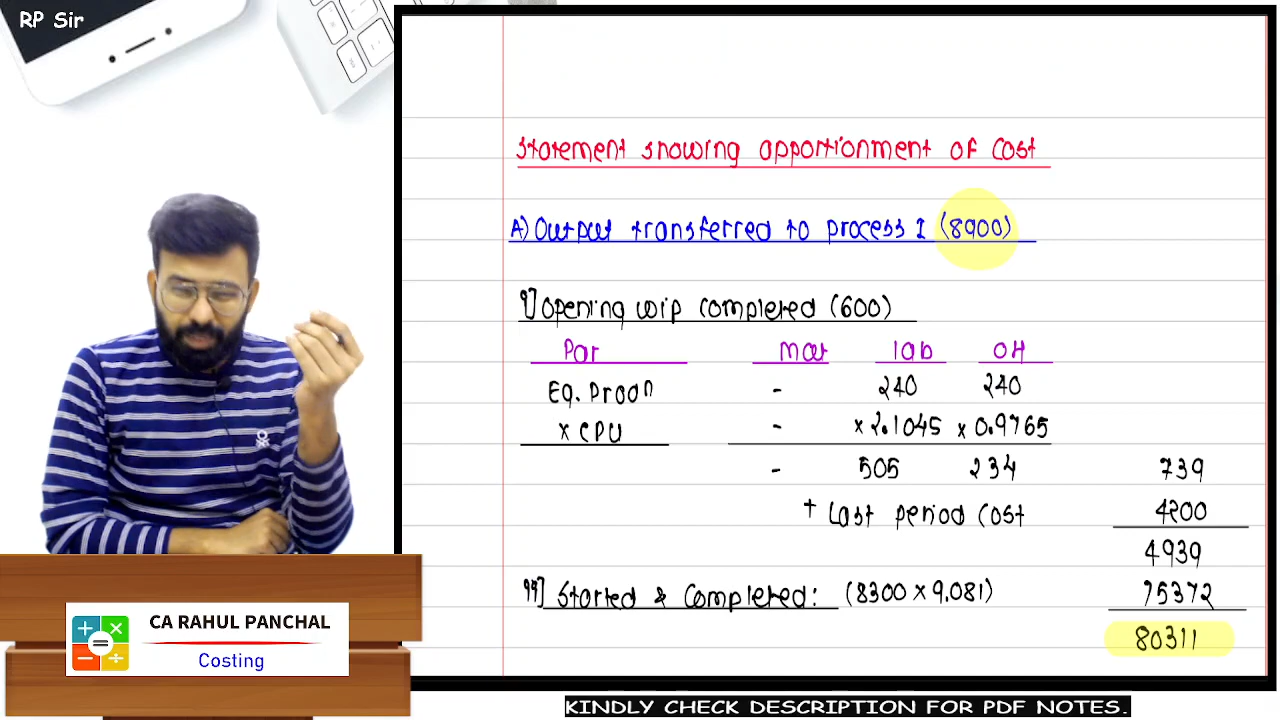 RP Sir
Statement showing apportionment of cost
A) Output transferred to process I (8900)
i] Opening wip completed (600)
Par Mat lab OH
Eq. Prodn - 240 240
x CPU - x 2.1045 x 0.9765
- 505 234 739
+ Last period cost 4200
4939
ii] Started & completed: (8300 x 9.081) 75372
80311
CA RAHUL PANCHAL
Costing
KINDLY CHECK DESCRIPTION FOR PDF NOTES.